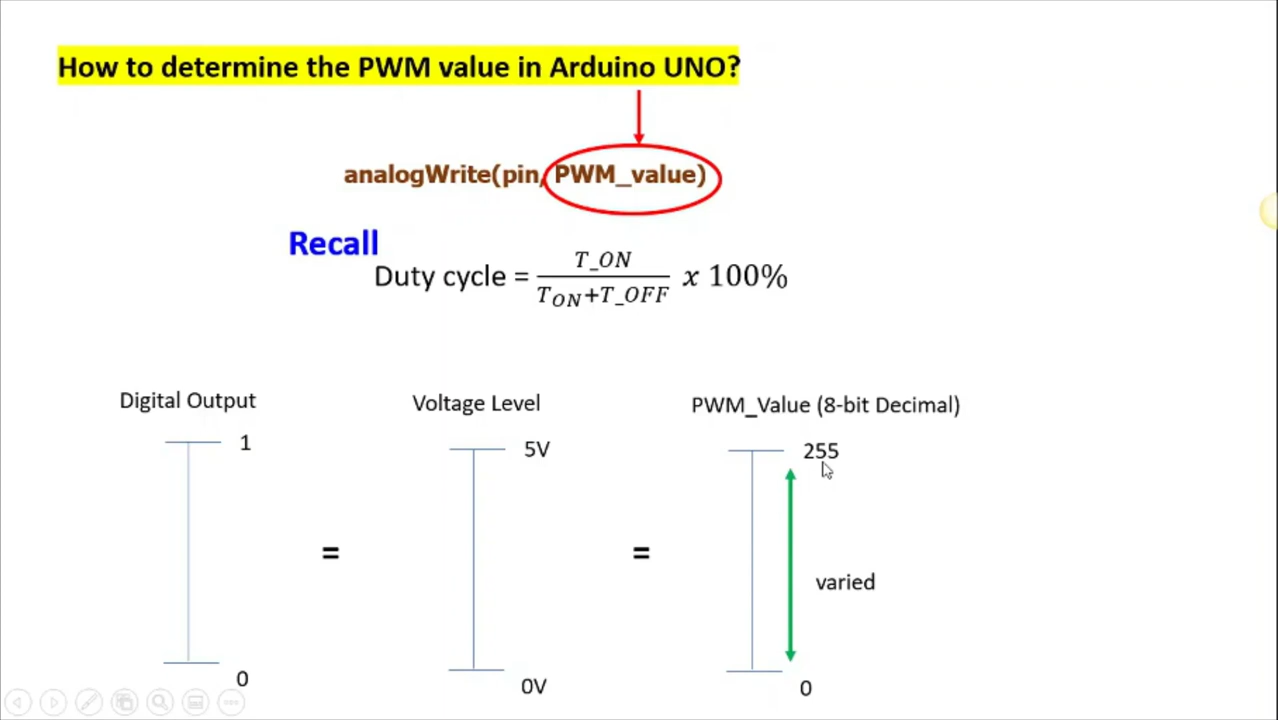 How to determine the PWM value in Arduino UNO?
analogWrite(pin, PWM_value)
Recall
Duty cycle = T_ON / T_ON+T_OFF x 100%
Digital Output
Voltage Level
PWM_Value (8-bit Decimal)
1
5V
255
=
=
varied
0
0V
0